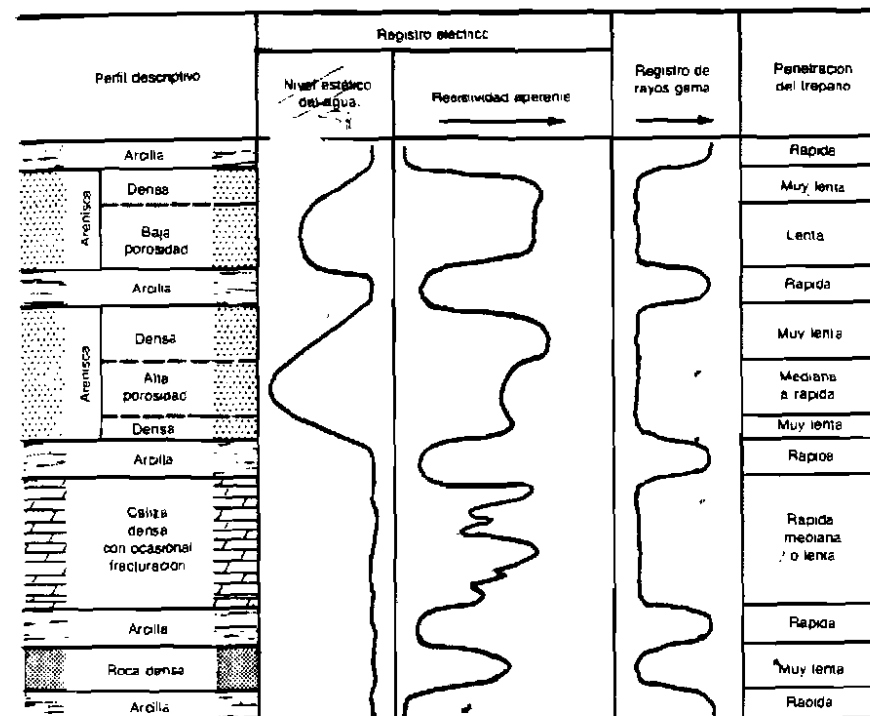 Registro electrico
Perfil descriptivo
Nivel estático
del agua.
Resistividad aperente
Registro de
rayos gama
Penetracion
del trepano
Arcilla
Rapida
Arenisca
Densa
Muy lenta
Baja
porosidad
Lenta
Arcilla
Rapida
Arenisca
Densa
Muy lenta
Alta
porosidad
Mediana
a rapida
Densa
Muy lenta
Arcilla
Rapida
Caliza
densa
con ocasional
fracturacion
Rapida
mediana
o lenta
Arcilla
Rapida
Roca densa
Muy lenta
Arcilla
Rapida